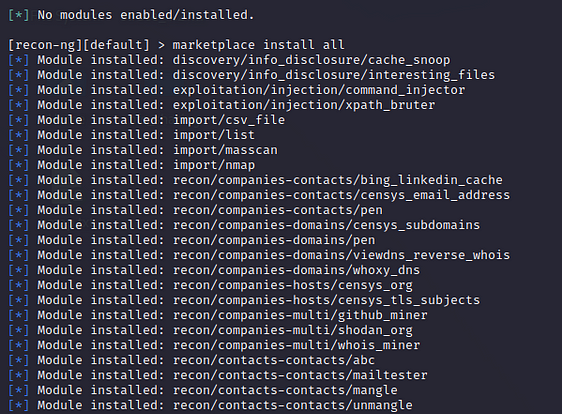 [*] No modules enabled/installed.
[recon-ng][default] > marketplace install all
[*] Module installed: discovery/info_disclosure/cache_snoop
[*] Module installed: discovery/info_disclosure/interesting_files
[*] Module installed: exploitation/injection/command_injector
[*] Module installed: exploitation/injection/xpath_bruter
[*] Module installed: import/csv_file
[*] Module installed: import/list
[*] Module installed: import/masscan
[*] Module installed: import/nmap
[*] Module installed: recon/companies-contacts/bing_linkedin_cache
[*] Module installed: recon/companies-contacts/censys_email_address
[*] Module installed: recon/companies-contacts/pen
[*] Module installed: recon/companies-domains/censys_subdomains
[*] Module installed: recon/companies-domains/pen
[*] Module installed: recon/companies-domains/viewdns_reverse_whois
[*] Module installed: recon/companies-domains/whoxy_dns
[*] Module installed: recon/companies-hosts/censys_org
[*] Module installed: recon/companies-hosts/censys_tls_subjects
[*] Module installed: recon/companies-multi/github_miner
[*] Module installed: recon/companies-multi/shodan_org
[*] Module installed: recon/companies-multi/whois_miner
[*] Module installed: recon/contacts-contacts/abc
[*] Module installed: recon/contacts-contacts/mailtester
[*] Module installed: recon/contacts-contacts/mangle
[*] Module installed: recon/contacts-contacts/unmangle